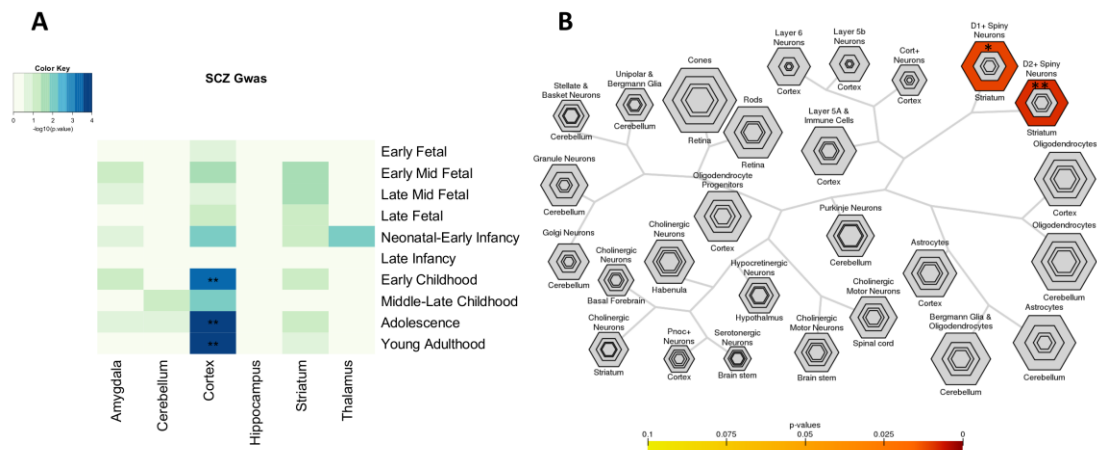 A
Color Key
0 1 2 3 4
-log10(p.value)
SCZ Gwas
Early Fetal
Early Mid Fetal
Late Mid Fetal
Late Fetal
Neonatal-Early Infancy
Late Infancy
Early Childhood
**
Middle-Late Childhood
Adolescence
**
Young Adulthood
**
Amygdala
Cerebellum
Cortex
Hippocampus
Striatum
Thalamus
B
Stellate &
Basket Neurons
Cerebellum
Unipolar &
Bergmann Glia
Cerebellum
Cones
Retina
Rods
Retina
Layer 6
Neurons
Cortex
Layer 5b
Neurons
Cortex
Cort+
Neurons
Cortex
D1+ Spiny
Neurons
*
Striatum
D2+ Spiny
Neurons
**
Striatum
Granule Neurons
Cerebellum
Layer 5A &
Immune Cells
Cortex
Oligodendrocytes
Cortex
Oligodendrocyte
Progenitors
Cortex
Golgi Neurons
Cerebellum
Cholinergic
Neurons
Habenula
Purkinje Neurons
Cerebellum
Oligodendrocytes
Cerebellum
Cholinergic
Neurons
Basal Forebrain
Hypocretinergic
Neurons
Hypothalmus
Astrocytes
Cortex
Cholinergic
Motor Neurons
Spinal cord
Cholinergic
Neurons
Striatum
Pnoc+
Neurons
Cortex
Serotonergic
Neurons
Brain stem
Cholinergic
Motor Neurons
Brain stem
Bergmann Glia &
Oligodendrocytes
Cerebellum
Astrocytes
Cerebellum
p-values
0.1 0.075 0.05 0.025 0